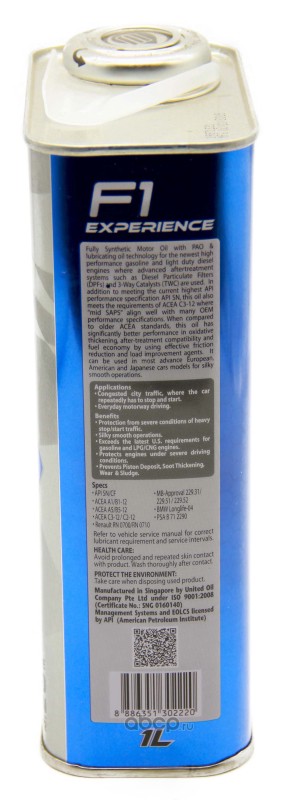 F1
EXPERIENCE
Fully Synthetic Motor Oil with PAO &
lubricating oil technology for the newest high
performance gasoline and light duty diesel
engines where advanced aftertreatment
systems such as Diesel Particulate Filters
(DPFs) and 3-Way Catalysts (TWC) are used. In
addition to meeting the current highest API
performance specification API SN, this oil also
meets the requirements of ACEA C3-12 where
"mid SAPS" align well with many OEM
performance specifications. When compared
to older ACEA standards, this oil has
significantly better performance in oxidative
thickening, after-treatment compatibility and
fuel economy by using effective friction
reduction and load improvement agents. It
can be used in most advance European,
American and Japanese cars models for silky
smooth operations.
Applications
• Congested city traffic, where the car
repeatedly has to stop and start.
• Everyday motorway driving.
Benefits
• Protection from severe conditions of heavy
stop/start traffic.
• Silky smooth operations.
• Exceeds the latest U.S. requirements for
gasoline and LPG/CNG engines.
• Protects engines under severe driving
conditions.
• Prevents Piston Deposit, Soot Thickening,
Wear & Sludge.
Specs
• API SN/CF
• ACEA A1/B1-12
• ACEA A5/B5-12
• ACEA C3-12/ C2-12
• Renault RN 0700/RN 0710
• MB-Approval 229.31/
229.51 / 229.52
• BMW Longlife-04
• PSA B 71 2290
Refer to vehicle service manual for correct
lubricant requirement and service intervals.
HEALTH CARE:
Avoid prolonged and repeated skin contact
with product. Wash thoroughly after contact.
PROTECT THE ENVIRONMENT:
Take care when disposing used product.
Manufactured in Singapore by United Oil
Company Pte Ltd under ISO 9001:2008
(Certificate No.: SNG 0160140)
Management Systems and EOLCS licensed
by API (American Petroleum Institute)
8 886351 302220
1L